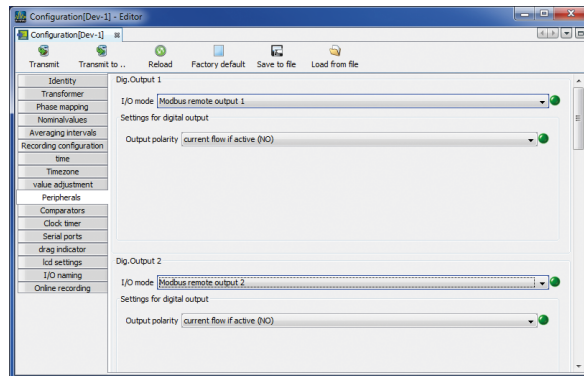 Configuration[Dev-1] - Editor
Configuration[Dev-1]
Transmit Transmit to .. Reload Factory default Save to file Load from file
Identity
Transformer
Phase mapping
Nominalvalues
Averaging intervals
Recording configuration
time
Timezone
value adjustment
Peripherals
Comparators
Clock timer
Serial ports
drag indicator
lcd settings
I/O naming
Online recording
Dig.Output 1
I/O mode Modbus remote output 1
Settings for digital output
Output polarity current flow if active (NO)
Dig.Output 2
I/O mode Modbus remote output 2
Settings for digital output
Output polarity current flow if active (NO)